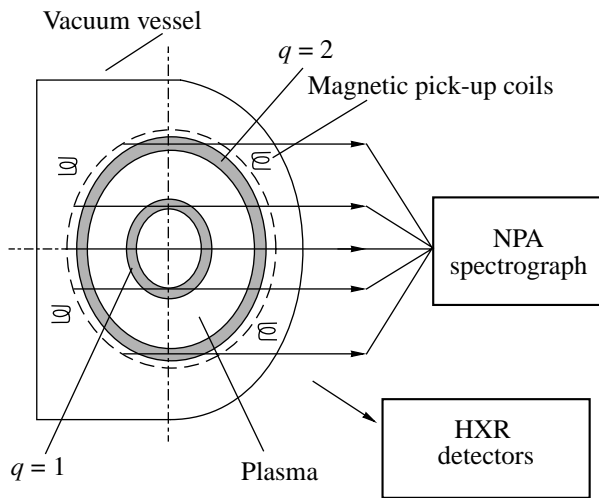 Vacuum vessel
q = 2
Magnetic pick-up coils
NPA
spectrograph
HXR
detectors
q = 1
Plasma